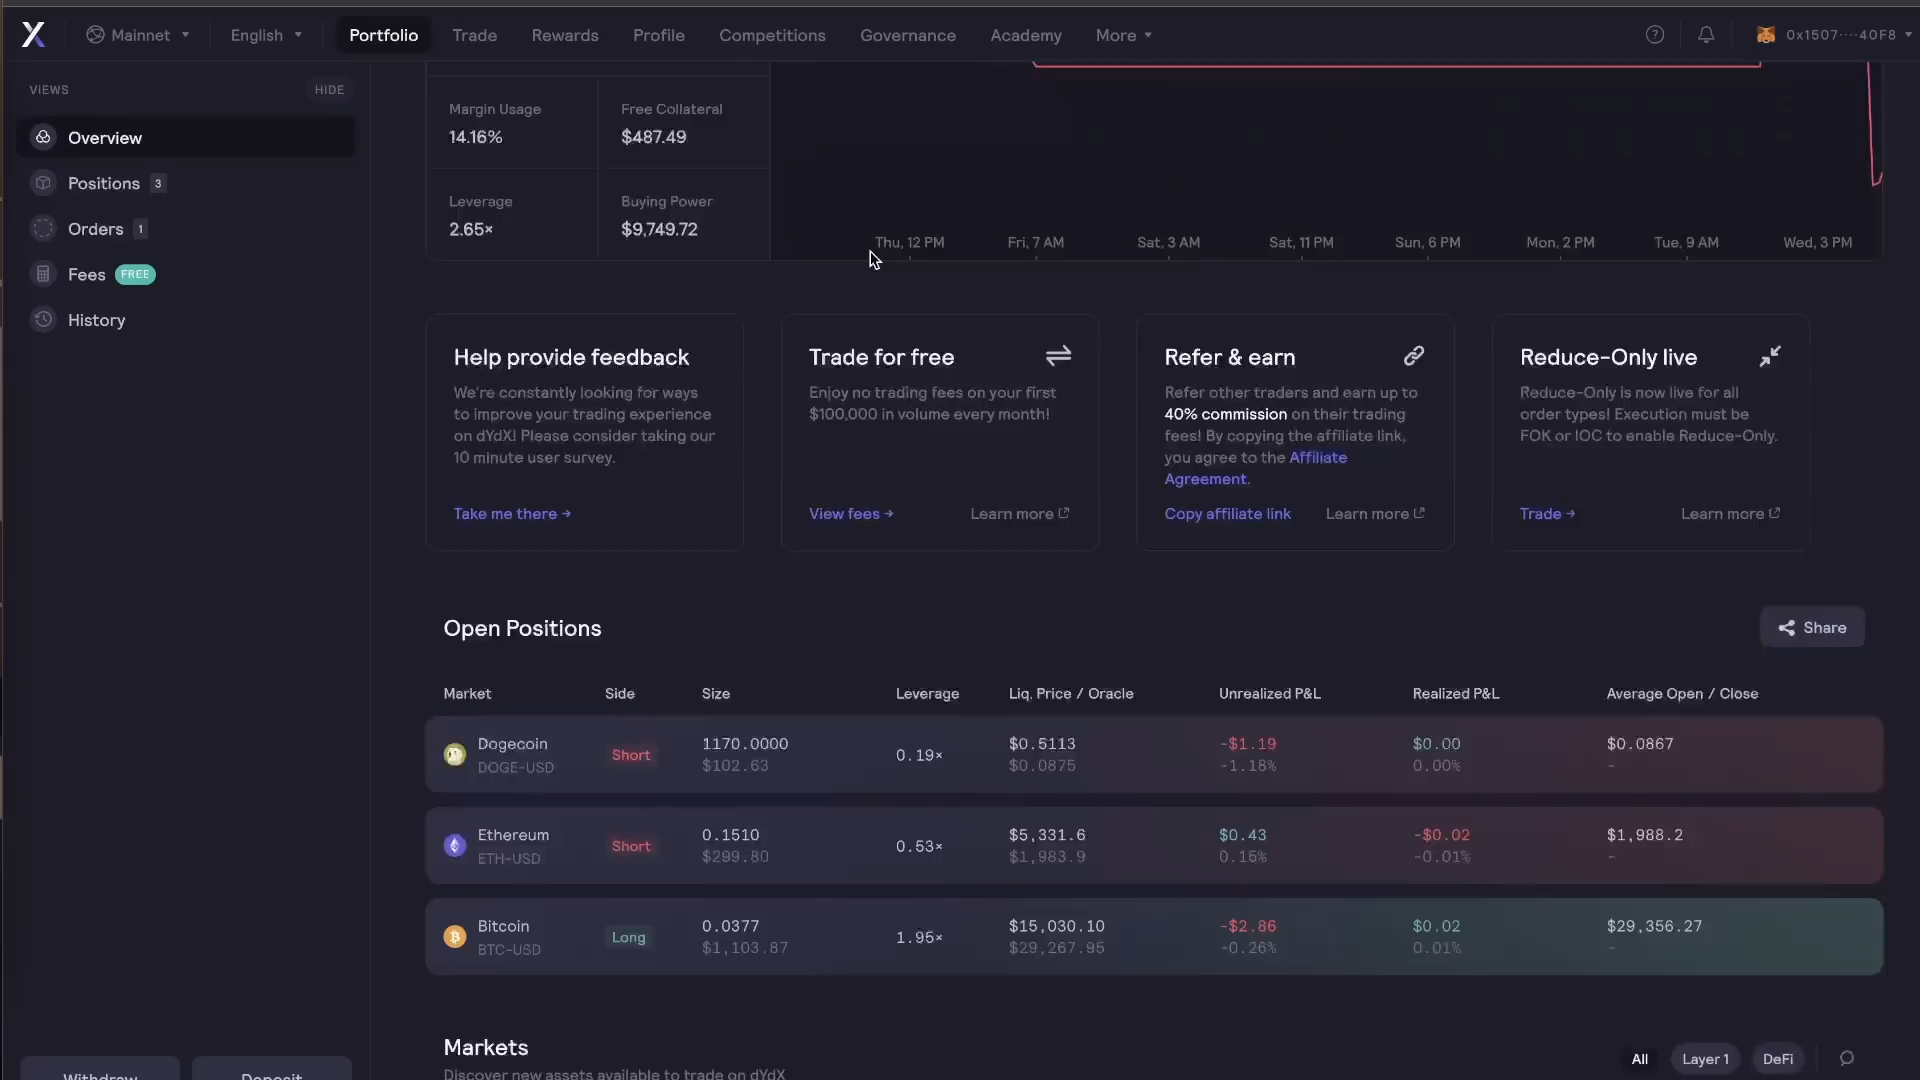 Mainnet
English
Portfolio
Trade
Rewards
Profile
Competitions
Governance
Academy
More
0x1507····40F8
VIEWS
HIDE
Overview
Positions 3
Orders 1
Fees FREE
History
Margin Usage
14.16%
Free Collateral
$487.49
Leverage
2.65×
Buying Power
$9,749.72
Thu, 12 PM
Fri, 7 AM
Sat, 3 AM
Sat, 11 PM
Sun, 6 PM
Mon, 2 PM
Tue, 9 AM
Wed, 3 PM
Help provide feedback
We're constantly looking for ways
to improve your trading experience
on dYdX! Please consider taking our
10 minute user survey.
Take me there →
Trade for free
Enjoy no trading fees on your first
$100,000 in volume every month!
View fees →
Learn more
Refer & earn
Refer other traders and earn up to
40% commission on their trading
fees! By copying the affiliate link,
you agree to the Affiliate
Agreement.
Copy affiliate link
Learn more
Reduce-Only live
Reduce-Only is now live for all
order types! Execution must be
FOK or IOC to enable Reduce-Only.
Trade →
Learn more
Open Positions
Share
Market Side Size Leverage Liq. Price / Oracle Unrealized P&L Realized P&L Average Open / Close
Dogecoin 1170.0000 $0.5113 -$1.19 $0.00 $0.0867
Short 0.19×
DOGE-USD $102.63 $0.0875 -1.18% 0.00% -
Ethereum 0.1510 $5,331.6 $0.43 -$0.02 $1,988.2
Short 0.53×
ETH-USD $299.80 $1,983.9 0.15% -0.01% -
Bitcoin 0.0377 $15,030.10 -$2.86 $0.02 $29,356.27
Long 1.95×
BTC-USD $1,103.87 $29,267.95 -0.26% 0.01% -
Markets
All
Layer 1
DeFi
Discover new assets available to trade on dYdX
Withdraw
Deposit